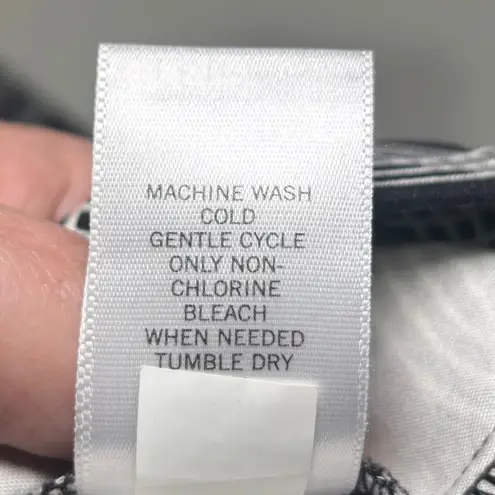 MACHINE WASH
COLD
GENTLE CYCLE
ONLY NON-
CHLORINE
BLEACH
WHEN NEEDED
TUMBLE DRY